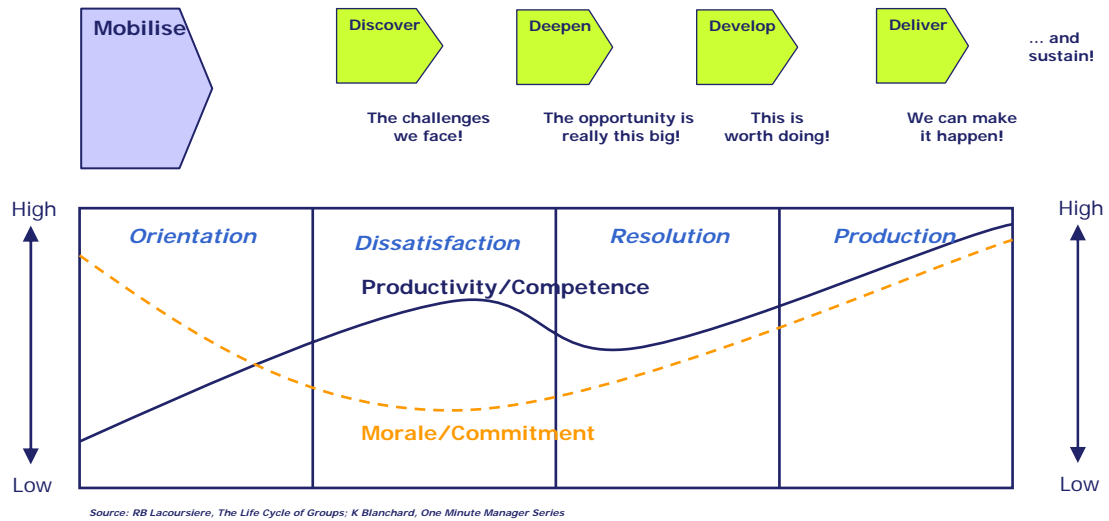 Mobilise
Discover
Deepen
Develop
Deliver
... and
sustain!
The challenges
we face!
The opportunity is
really this big!
This is
worth doing!
We can make
it happen!
High
High
Orientation
Dissatisfaction
Resolution
Production
Productivity/Competence
Morale/Commitment
Low
Low
Source: RB Lacoursiere, The Life Cycle of Groups; K Blanchard, One Minute Manager Series